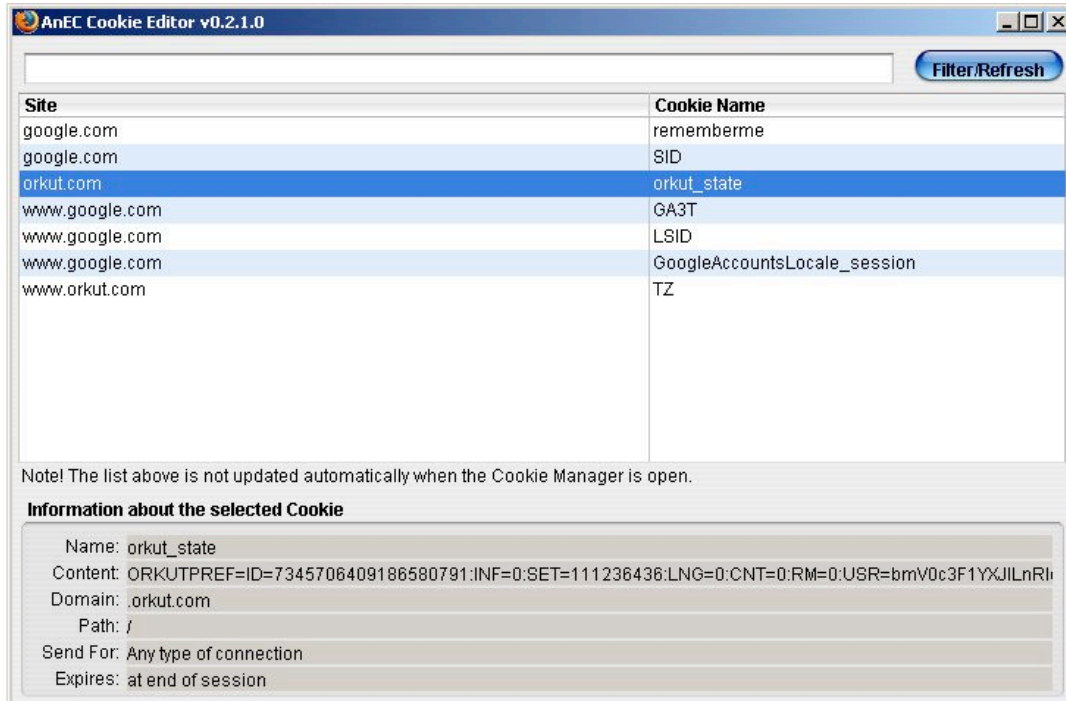 AnEC Cookie Editor v0.2.1.0
Filter/Refresh
Site Cookie Name
google.com rememberme
google.com SID
orkut.com orkut_state
www.google.com GA3T
www.google.com LSID
www.google.com GoogleAccountsLocale_session
www.orkut.com TZ
Note! The list above is not updated automatically when the Cookie Manager is open.
Information about the selected Cookie
Name: orkut_state
Content: ORKUTPREF=ID=7345706409186580791:INF=0:SET=111236436:LNG=0:CNT=0:RM=0:USR=bmV0c3F1YXJlLnRl
Domain: .orkut.com
Path: /
Send For: Any type of connection
Expires: at end of session